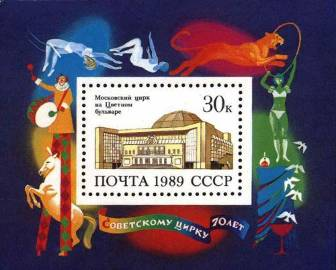 Московский цирк
на Цветном
бульваре
30к
ПОЧТА 1989 СССР
СОВЕТСКОМУ ЦИРКУ 70 ЛЕТ